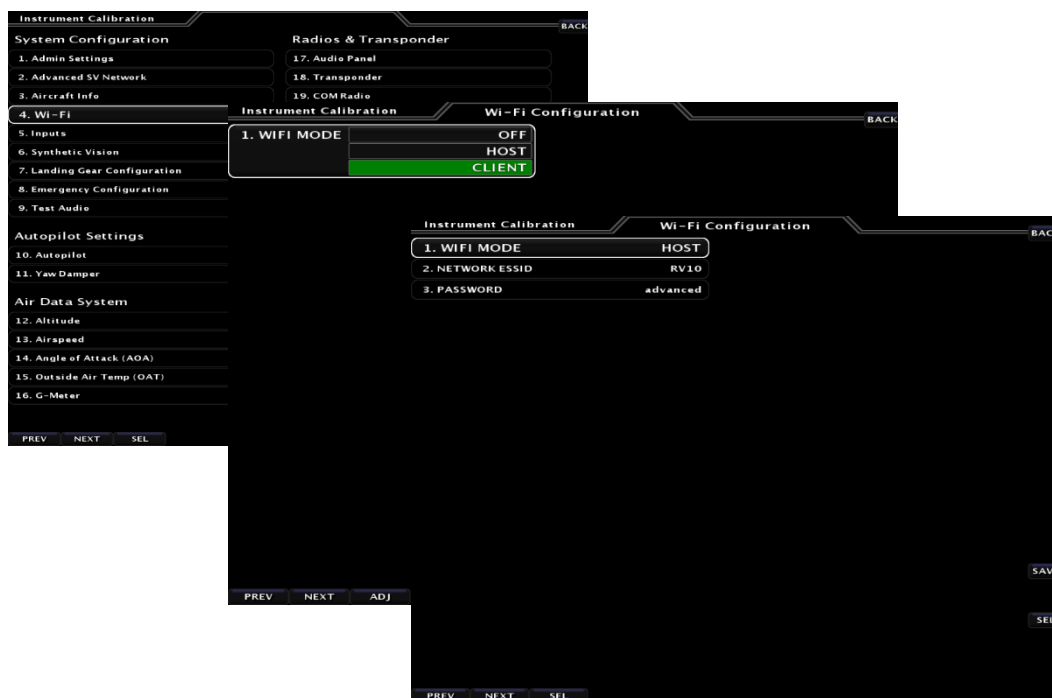 Instrument Calibration
BACK
System Configuration
Radios & Transponder
1. Admin Settings
17. Audio Panel
2. Advanced SV Network
18. Transponder
3. Aircraft Info
19. COM Radio
4. Wi-Fi
5. Inputs
6. Synthetic Vision
7. Landing Gear Configuration
8. Emergency Configuration
9. Test Audio
Autopilot Settings
10. Autopilot
11. Yaw Damper
Air Data System
12. Altitude
13. Airspeed
14. Angle of Attack (AOA)
15. Outside Air Temp (OAT)
16. G-Meter
PREV NEXT SEL
Instrument Calibration Wi-Fi Configuration
BACK
1. WIFI MODE OFF
HOST
CLIENT
PREV NEXT ADJ
Instrument Calibration Wi-Fi Configuration
BAC
1. WIFI MODE HOST
2. NETWORK ESSID RV10
3. PASSWORD advanced
SAV
SEL
PREV NEXT SEL